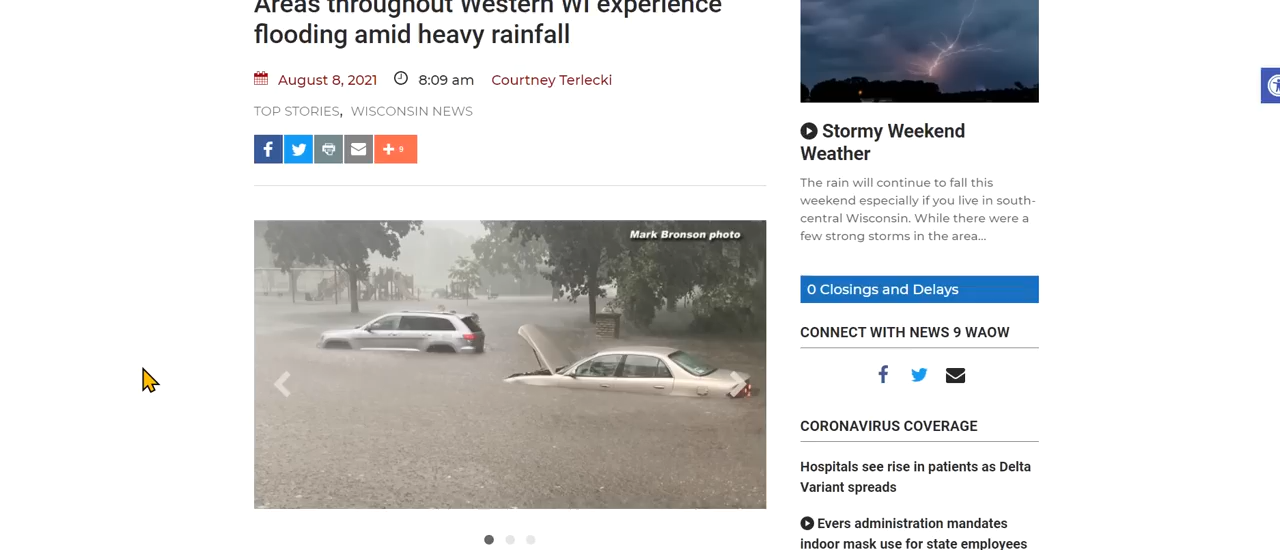 Areas throughout Western WI experience
flooding amid heavy rainfall
August 8, 2021 8:09 am Courtney Terlecki
TOP STORIES, WISCONSIN NEWS
9
Mark Bronson photo
Stormy Weekend
Weather
The rain will continue to fall this
weekend especially if you live in south-
central Wisconsin. While there were a
few strong storms in the area...
0 Closings and Delays
CONNECT WITH NEWS 9 WAOW
CORONAVIRUS COVERAGE
Hospitals see rise in patients as Delta
Variant spreads
Evers administration mandates
indoor mask use for state employees